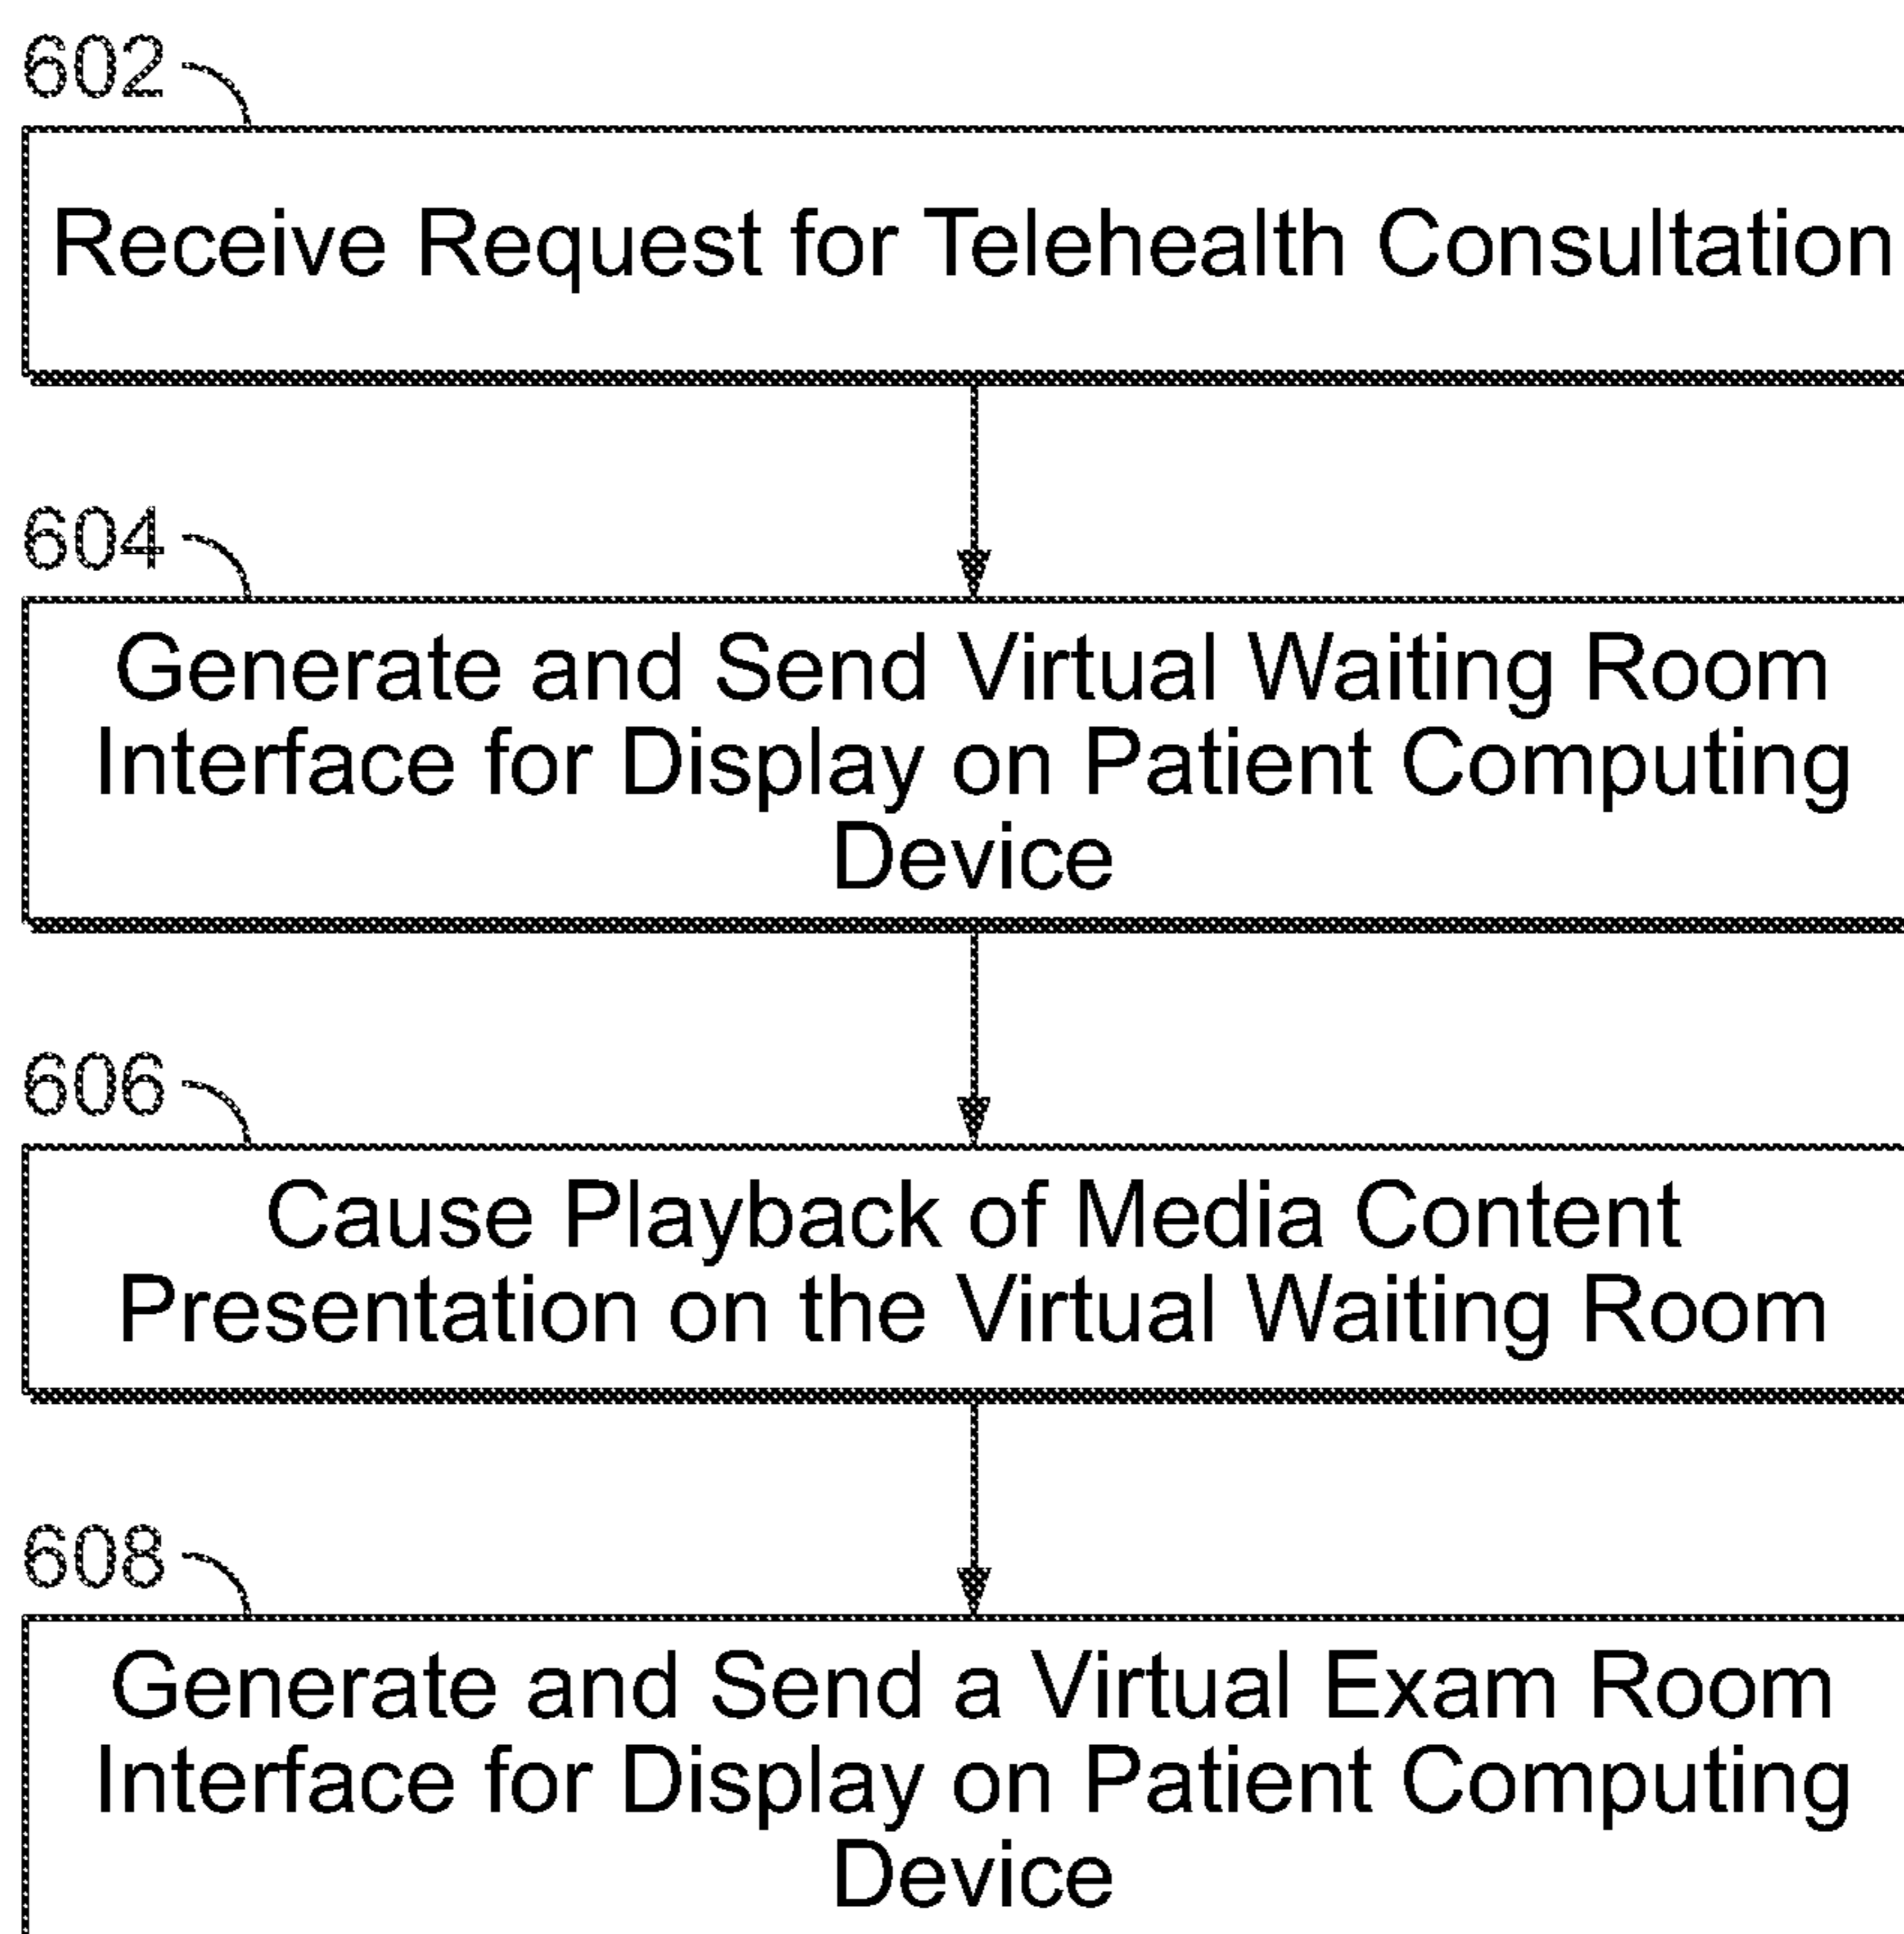 602
Receive Request for Telehealth Consultation
604
Generate and Send Virtual Waiting Room
Interface for Display on Patient Computing
Device
606
Cause Playback of Media Content
Presentation on the Virtual Waiting Room
608
Generate and Send a Virtual Exam Room
Interface for Display on Patient Computing
Device